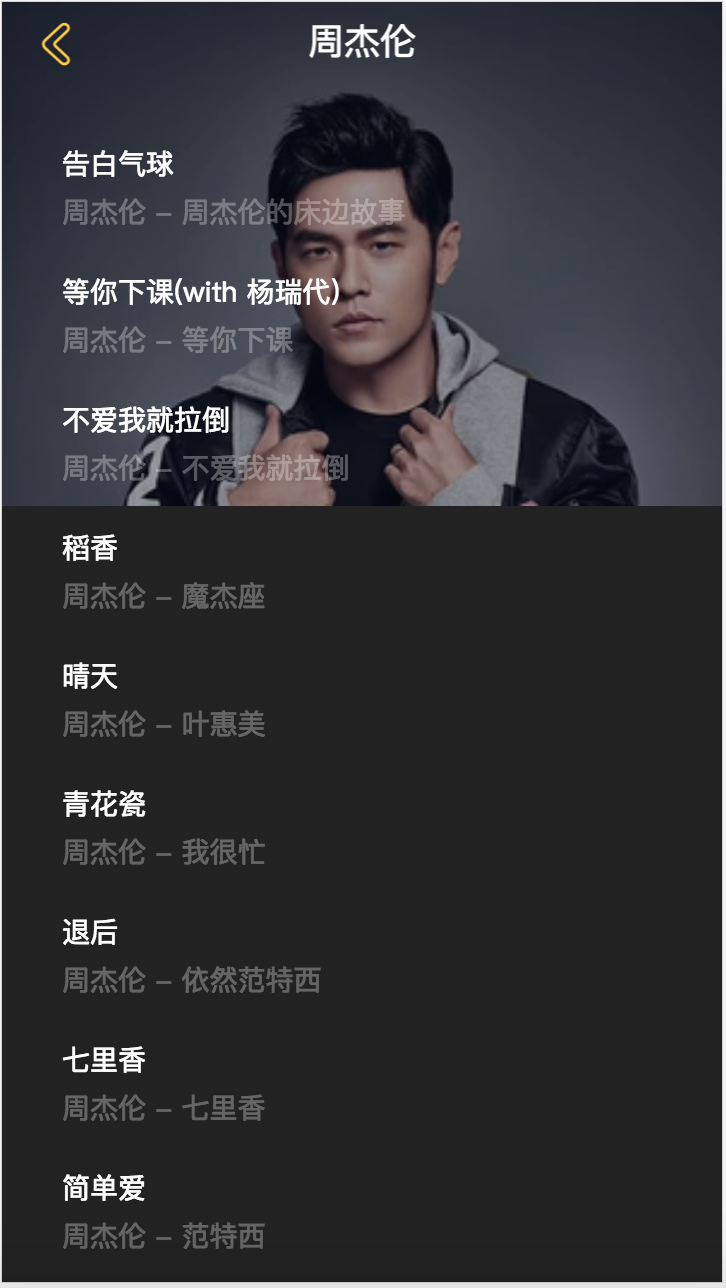 周杰伦
告白气球
周杰伦 – 周杰伦的床边故事
等你下课(with 杨瑞代)
周杰伦 – 等你下课
不爱我就拉倒
周杰伦 – 不爱我就拉倒
稻香
周杰伦 – 魔杰座
晴天
周杰伦 – 叶惠美
青花瓷
周杰伦 – 我很忙
退后
周杰伦 – 依然范特西
七里香
周杰伦 – 七里香
简单爱
周杰伦 – 范特西